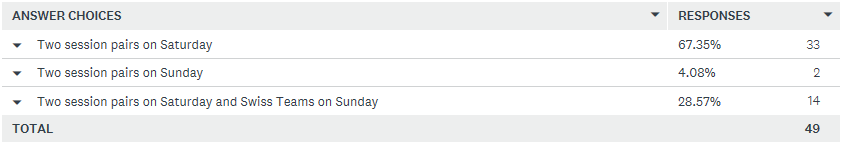 ANSWER CHOICES RESPONSES
Two session pairs on Saturday 67.35% 33
Two session pairs on Sunday 4.08% 2
Two session pairs on Saturday and Swiss Teams on Sunday 28.57% 14
TOTAL 49